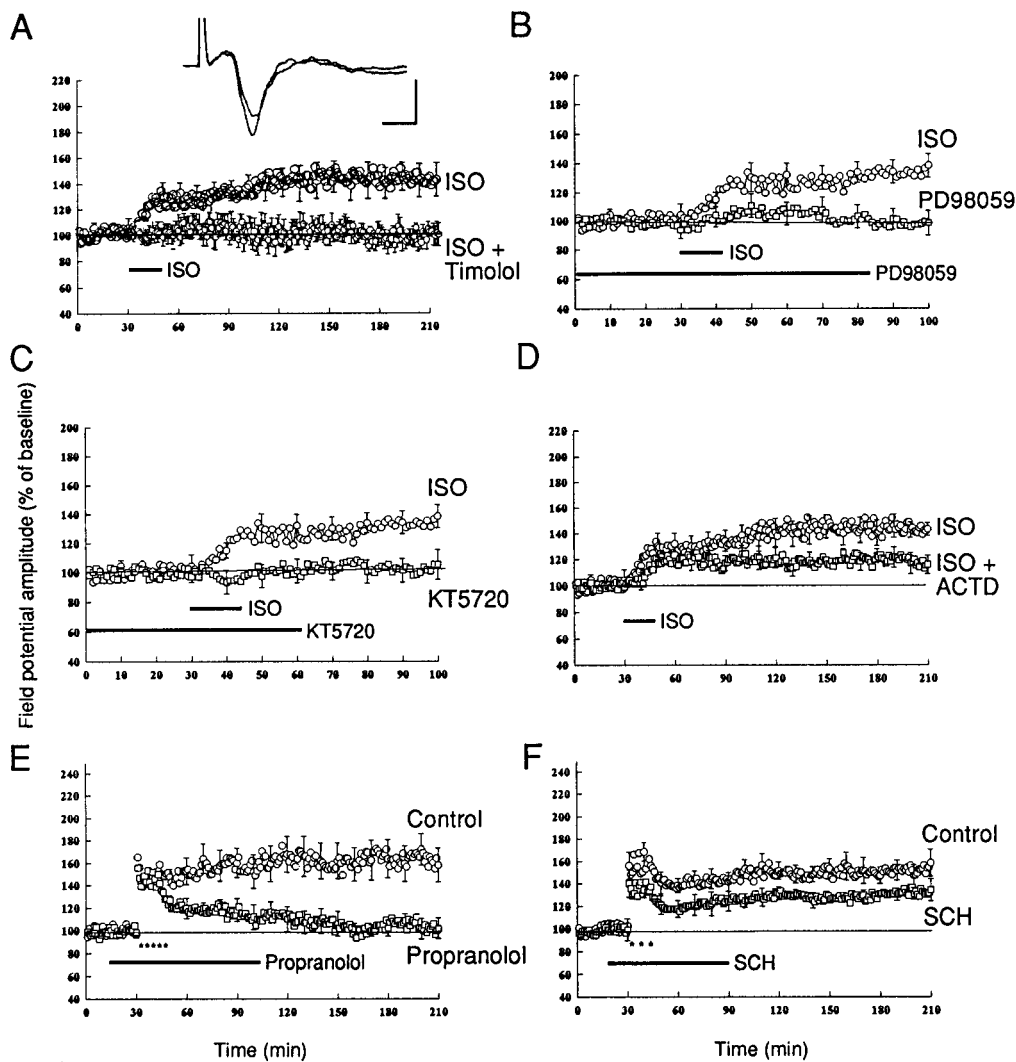 A
220
200
180
160
140
120
100
80
60
40
ISO
ISO +
Timolol
ISO
0 30 60 90 120 150 180 210
B
200
180
160
140
120
100
80
60
40
ISO
PD98059
ISO
PD98059
0 10 20 30 40 50 60 70 80 90 100
C
Field potential amplitude (% of baseline)
200
180
160
140
120
100
80
60
40
ISO
KT5720
ISO
KT5720
0 10 20 30 40 50 60 70 80 90 100
D
220
200
180
160
140
120
100
80
60
40
ISO
ISO +
ACTD
ISO
0 30 60 90 120 150 180 210
E
240
220
200
180
160
140
120
100
80
60
40
Control
*****
Propranolol
Propranolol
0 30 60 90 120 150 180 210
Time (min)
F
240
220
200
180
160
140
120
100
80
60
40
Control
SCH
* * *
SCH
0 30 60 90 120 150 180 210
Time (min)